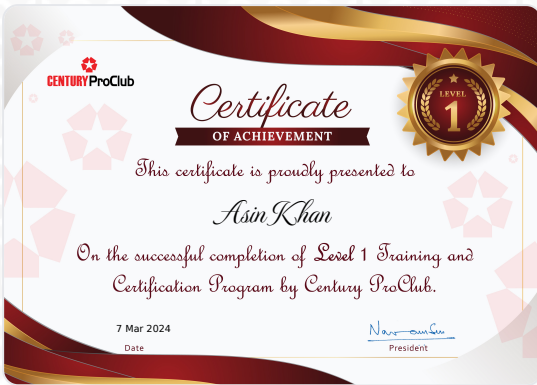 CENTURY ProClub
LEVEL
1
Certificate
OF ACHIEVEMENT
This certificate is proudly presented to
Asin Khan
On the successful completion of Level 1 Training and
Certification Program by Century ProClub.
7 Mar 2024
Date
President